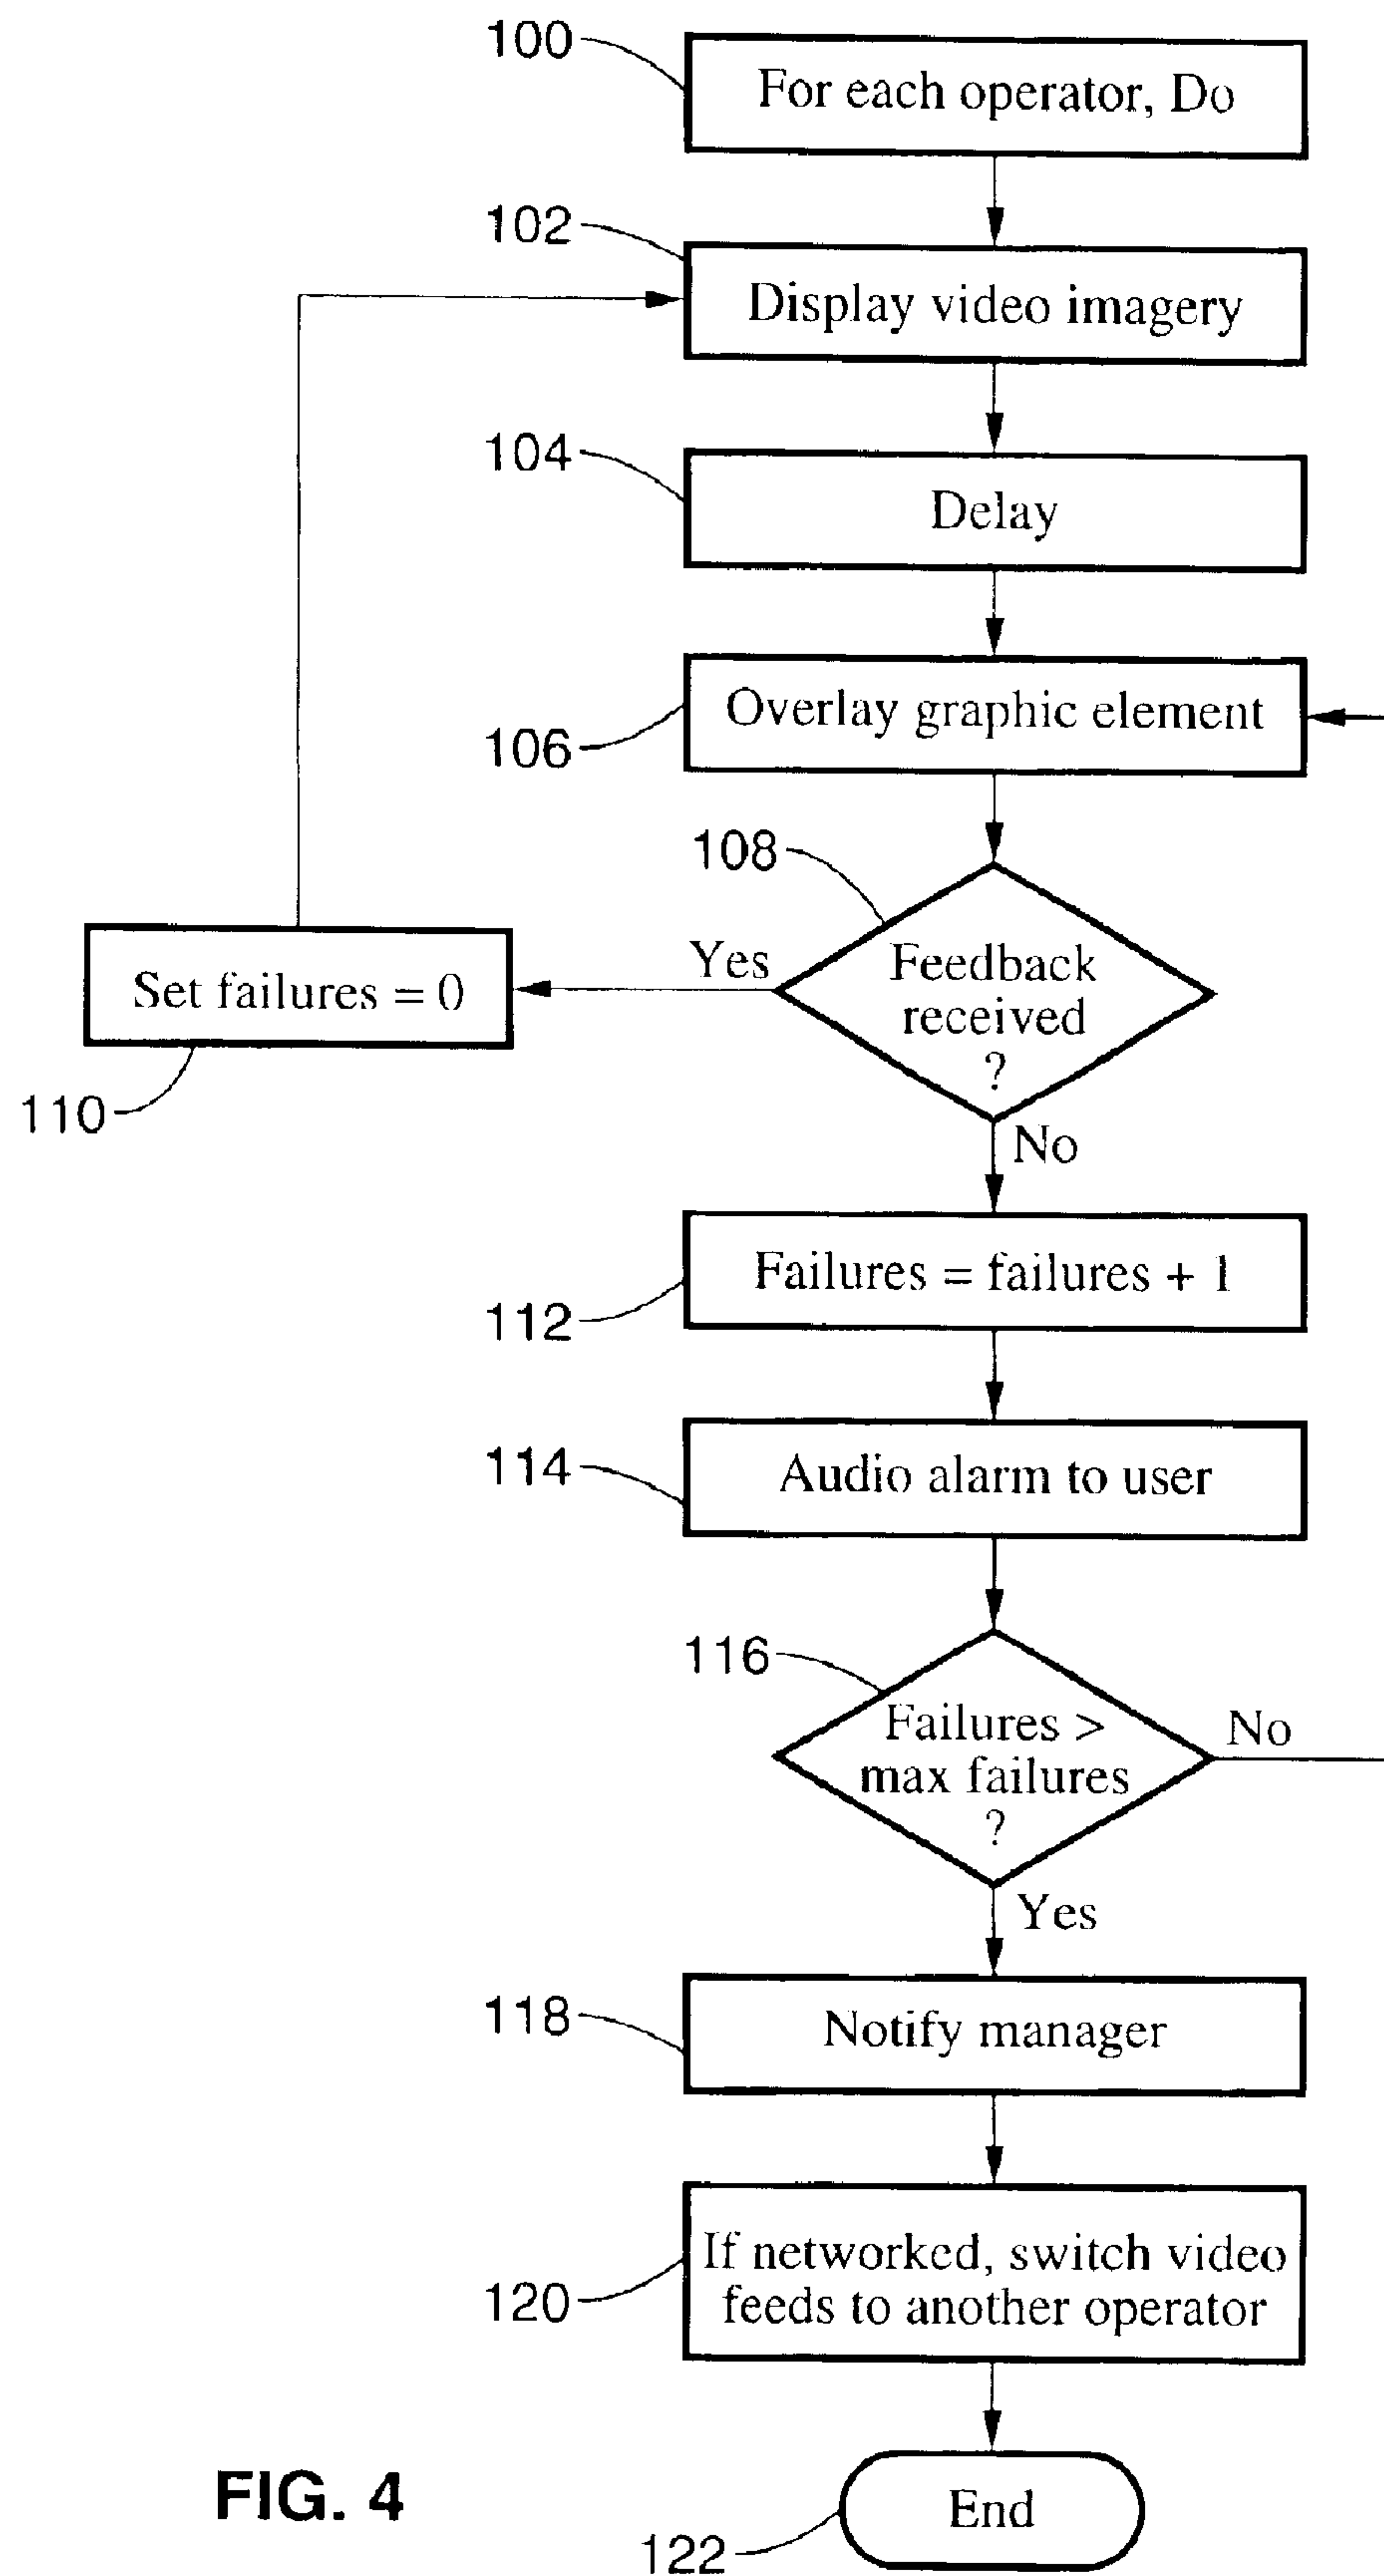 100
For each operator, Do
102
Display video imagery
104
Delay
Overlay graphic element
106
108
Yes
Feedback
received
?
Set failures = 0
110
No
Failures = failures + 1
112
114
Audio alarm to user
116
Failures >
max failures
?
No
Yes
118
Notify manager
If networked, switch video
feeds to another operator
120
FIG. 4
End
122